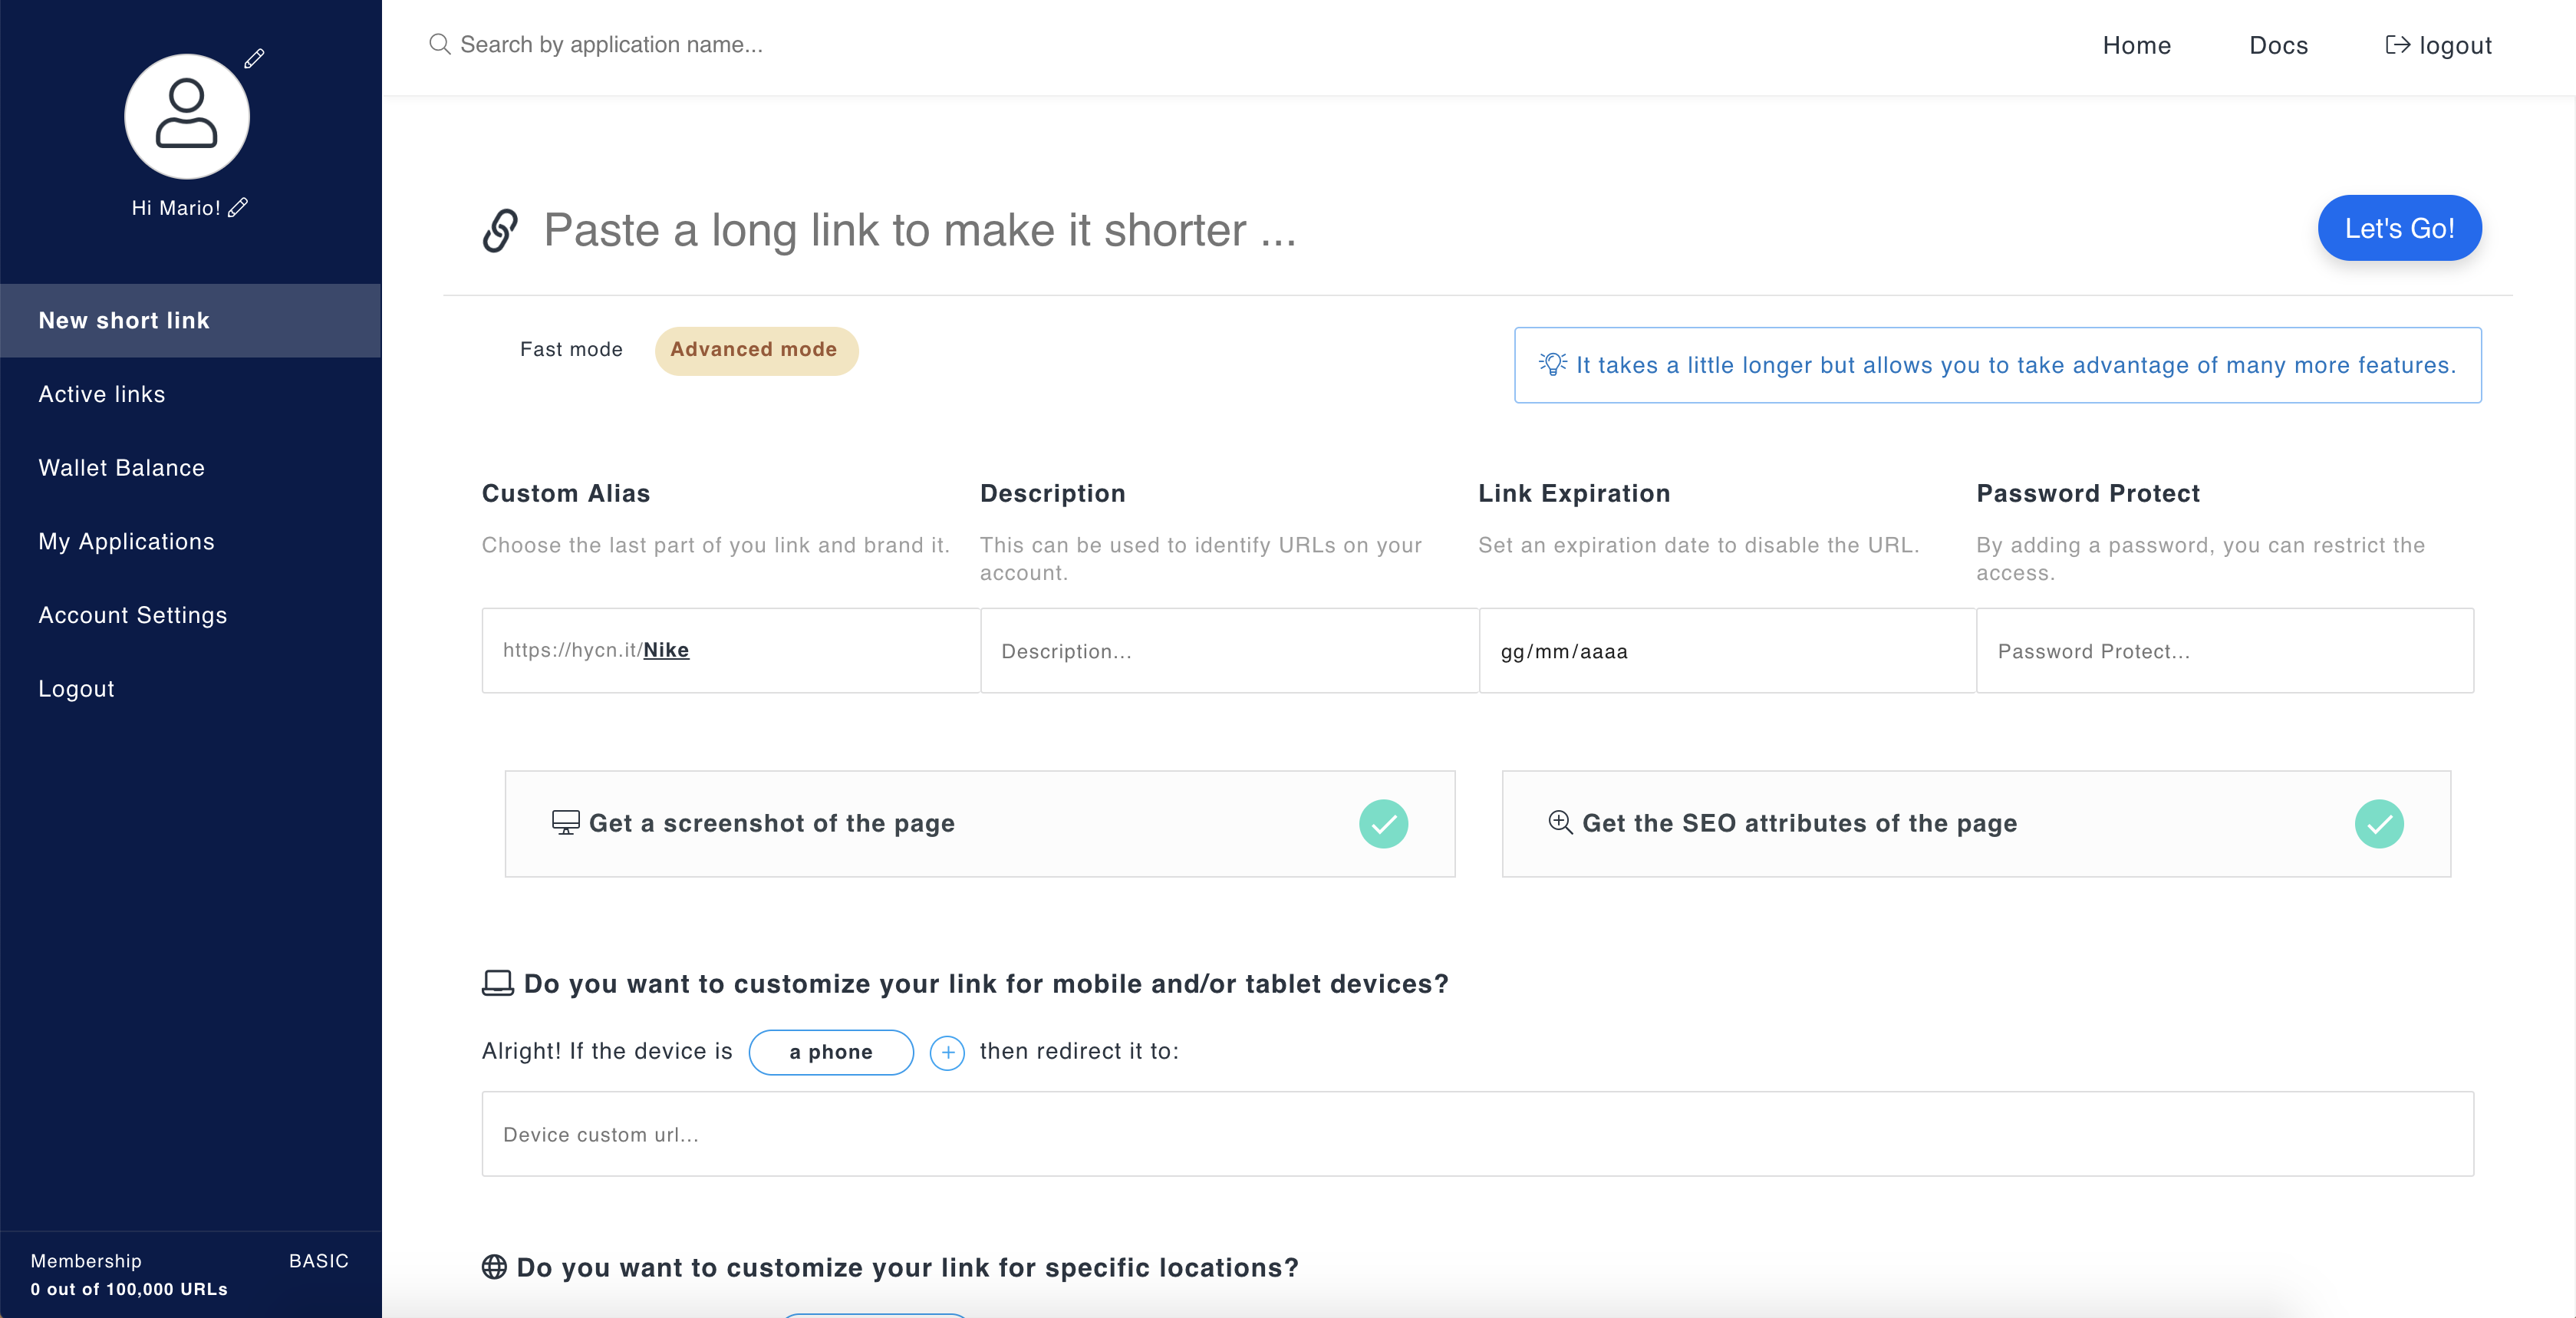 Search by application name...
Home
Docs
logout
Hi Mario!
New short link
Active links
Wallet Balance
My Applications
Account Settings
Logout
Membership
BASIC
0 out of 100,000 URLs
Paste a long link to make it shorter ...
Let's Go!
Fast mode
Advanced mode
It takes a little longer but allows you to take advantage of many more features.
Custom Alias
Choose the last part of you link and brand it.
https://hycn.it/Nike
Description
This can be used to identify URLs on your
account.
Description...
Link Expiration
Set an expiration date to disable the URL.
gg/mm/aaaa
Password Protect
By adding a password, you can restrict the
access.
Password Protect...
Get a screenshot of the page
Get the SEO attributes of the page
Do you want to customize your link for mobile and/or tablet devices?
Alright! If the device is a phone + then redirect it to:
Device custom url...
Do you want to customize your link for specific locations?